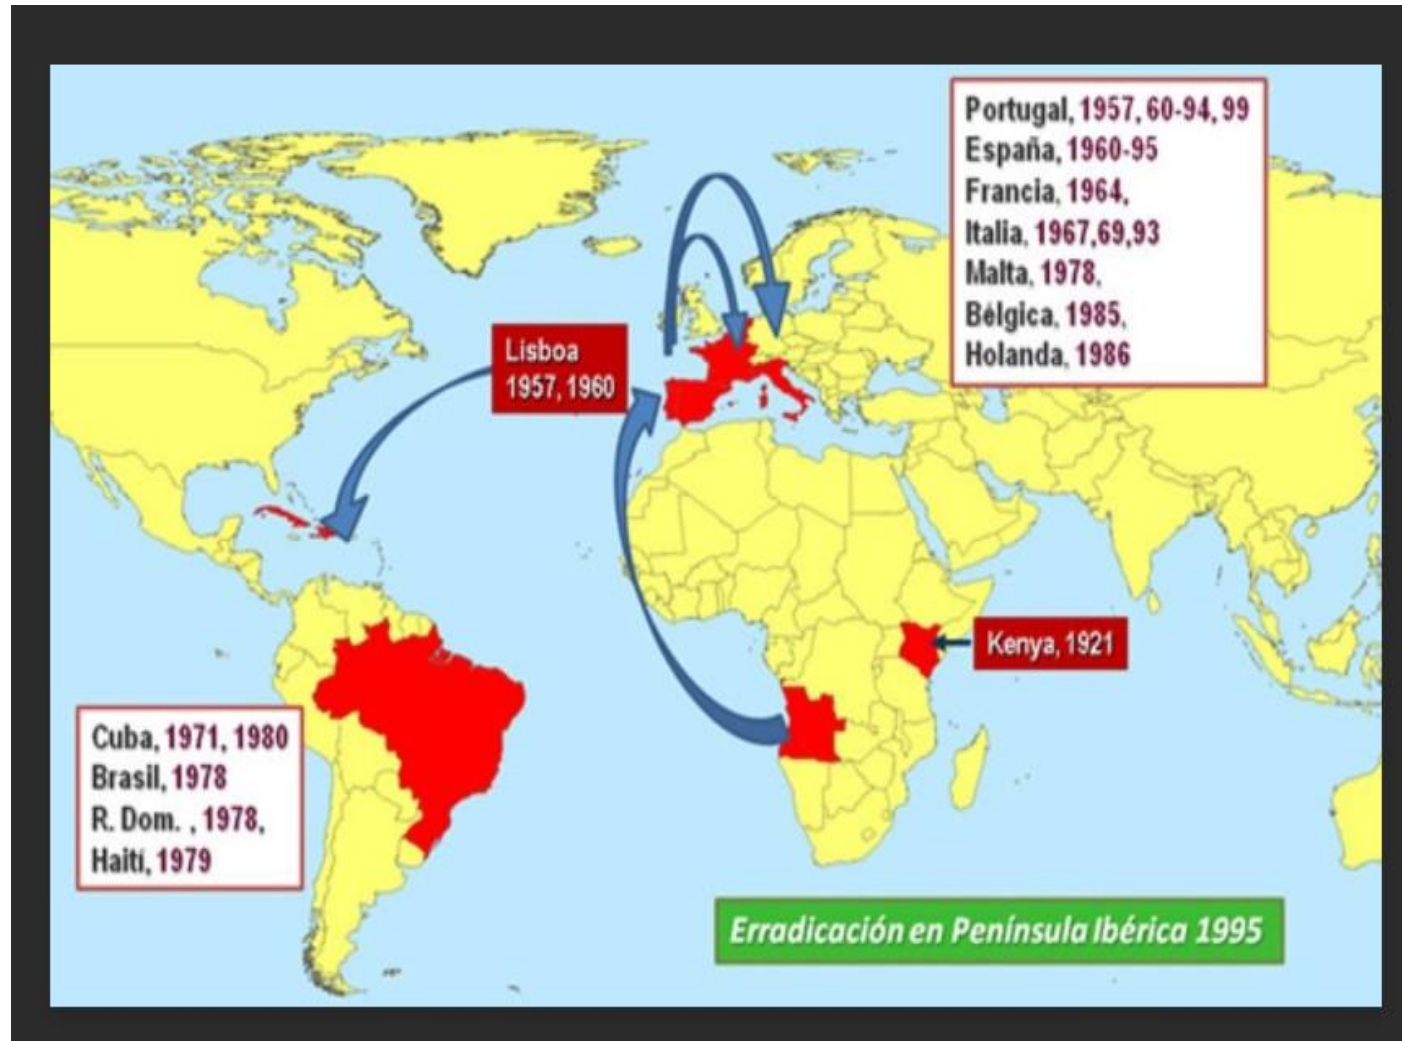 Portugal, 1957, 60-94, 99
España, 1960-95
Francia, 1964,
Italia, 1967,69,93
Malta, 1978,
Bélgica, 1985,
Holanda, 1986
Lisboa
1957, 1960
Kenya, 1921
Cuba, 1971, 1980
Brasil, 1978
R. Dom. , 1978,
Haití, 1979
Erradicación en Península Ibérica 1995